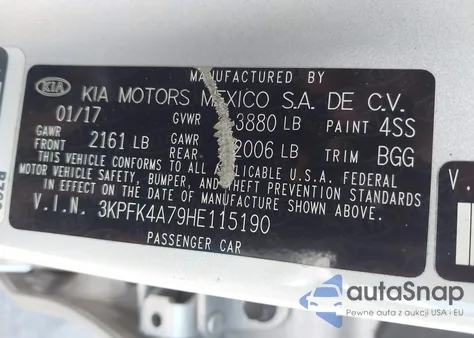 MANUFACTURED BY
KIA KIA MOTORS MEXICO S.A. DE C.V.
01/17 GVWR 3880 LB PAINT 4SS
GAWR FRONT 2161 LB GAWR REAR 2006 LB TRIM BGG
THIS VEHICLE CONFORMS TO ALL APPLICABLE U.S.A. FEDERAL
MOTOR VEHICLE SAFETY, BUMPER, AND THEFT PREVENTION STANDARDS
IN EFFECT ON THE DATE OF MANUFACTURE SHOWN ABOVE.
V.I.N. 3KPFK4A79HE115190
PASSENGER CAR
V
autoSnap
Pewne auta z aukcji USA i EU